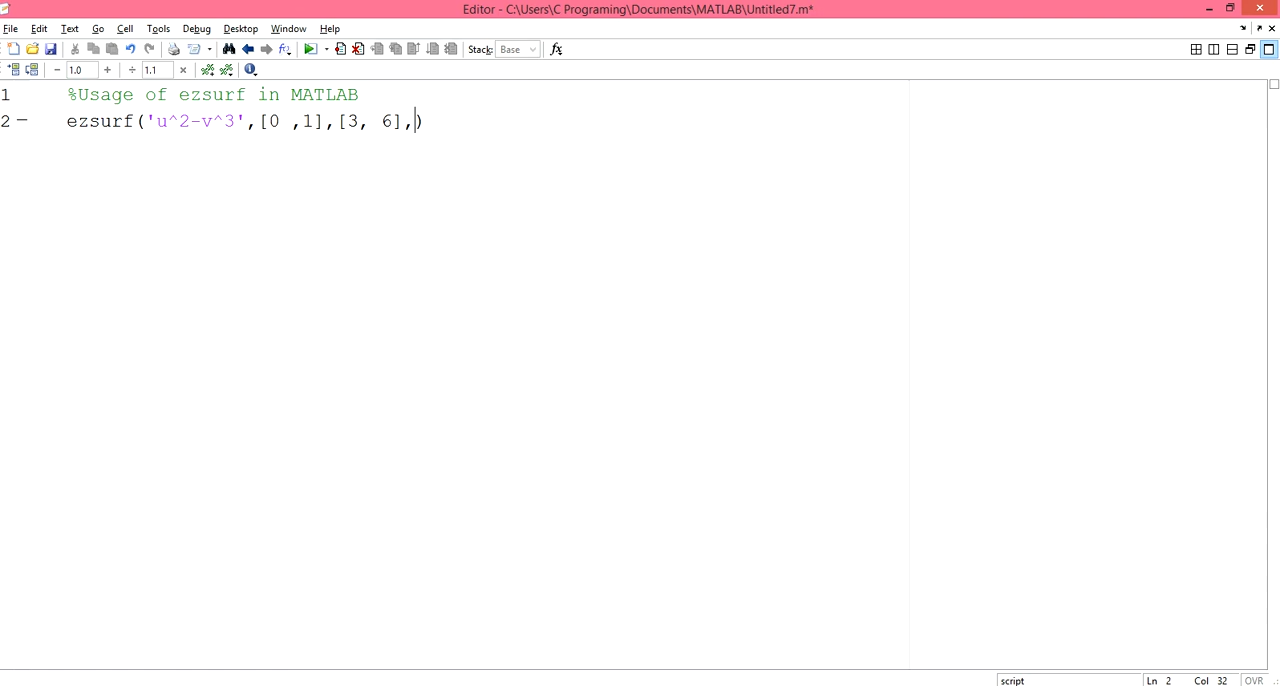 Editor - C:\Users\C Programing\Documents\MATLAB\Untitled7.m*
File Edit Text Go Cell Tools Debug Desktop Window Help
Stack: Base fx
- 1.0 + ÷ 1.1 ×
1 %Usage of ezsurf in MATLAB
2 - ezsurf('u^2-v^3',[0 ,1],[3, 6],)
script Ln 2 Col 32 OVR